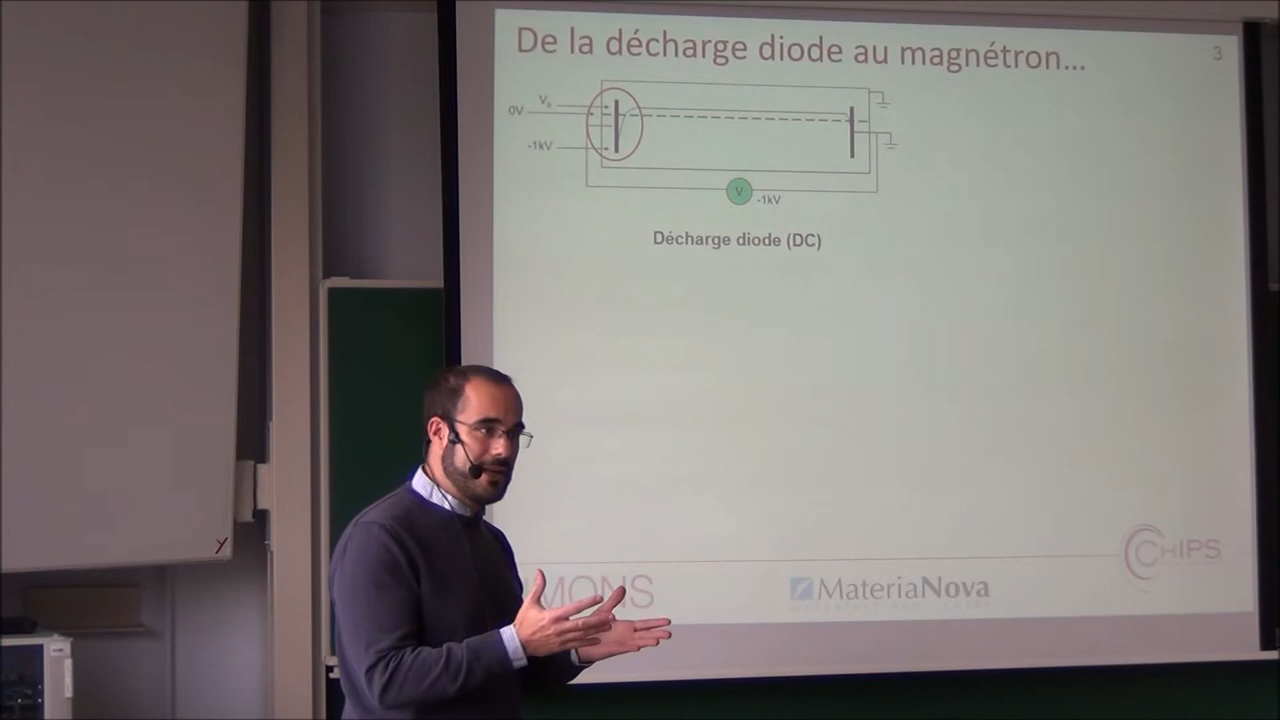 De la décharge diode au magnétron...
3
0V
-1kV
V
-1kV
Décharge diode (DC)
MONS
MateriaNova
CHIPS